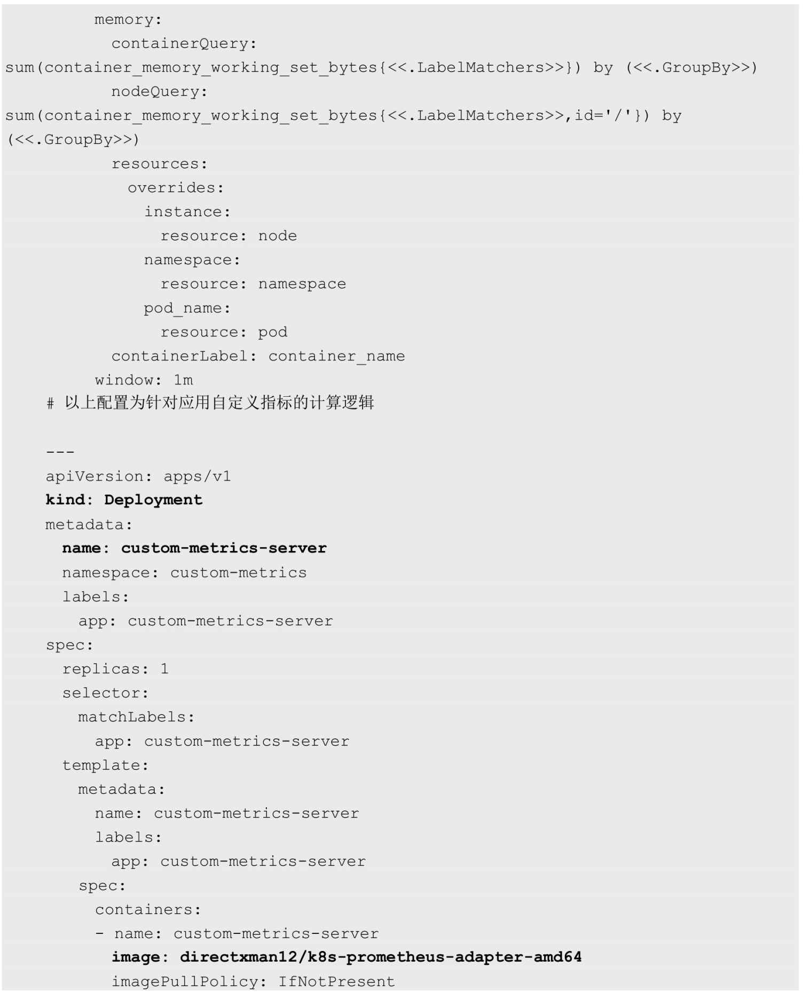 memory:
containerQuery:
sum(container_memory_working_set_bytes{<<.LabelMatchers>>}) by (<<.GroupBy>>)
nodeQuery:
sum(container_memory_working_set_bytes{<<.LabelMatchers>>,id='/'}) by
(<<.GroupBy>>)
resources:
overrides:
instance:
resource: node
namespace:
resource: namespace
pod_name:
resource: pod
containerLabel: container_name
window: 1m
# 以上配置为针对应用自定义指标的计算逻辑
---
apiVersion: apps/v1
kind: Deployment
metadata:
name: custom-metrics-server
namespace: custom-metrics
labels:
app: custom-metrics-server
spec:
replicas: 1
selector:
matchLabels:
app: custom-metrics-server
template:
metadata:
name: custom-metrics-server
labels:
app: custom-metrics-server
spec:
containers:
- name: custom-metrics-server
image: directxman12/k8s-prometheus-adapter-amd64
imagePullPolicy: IfNotPresent